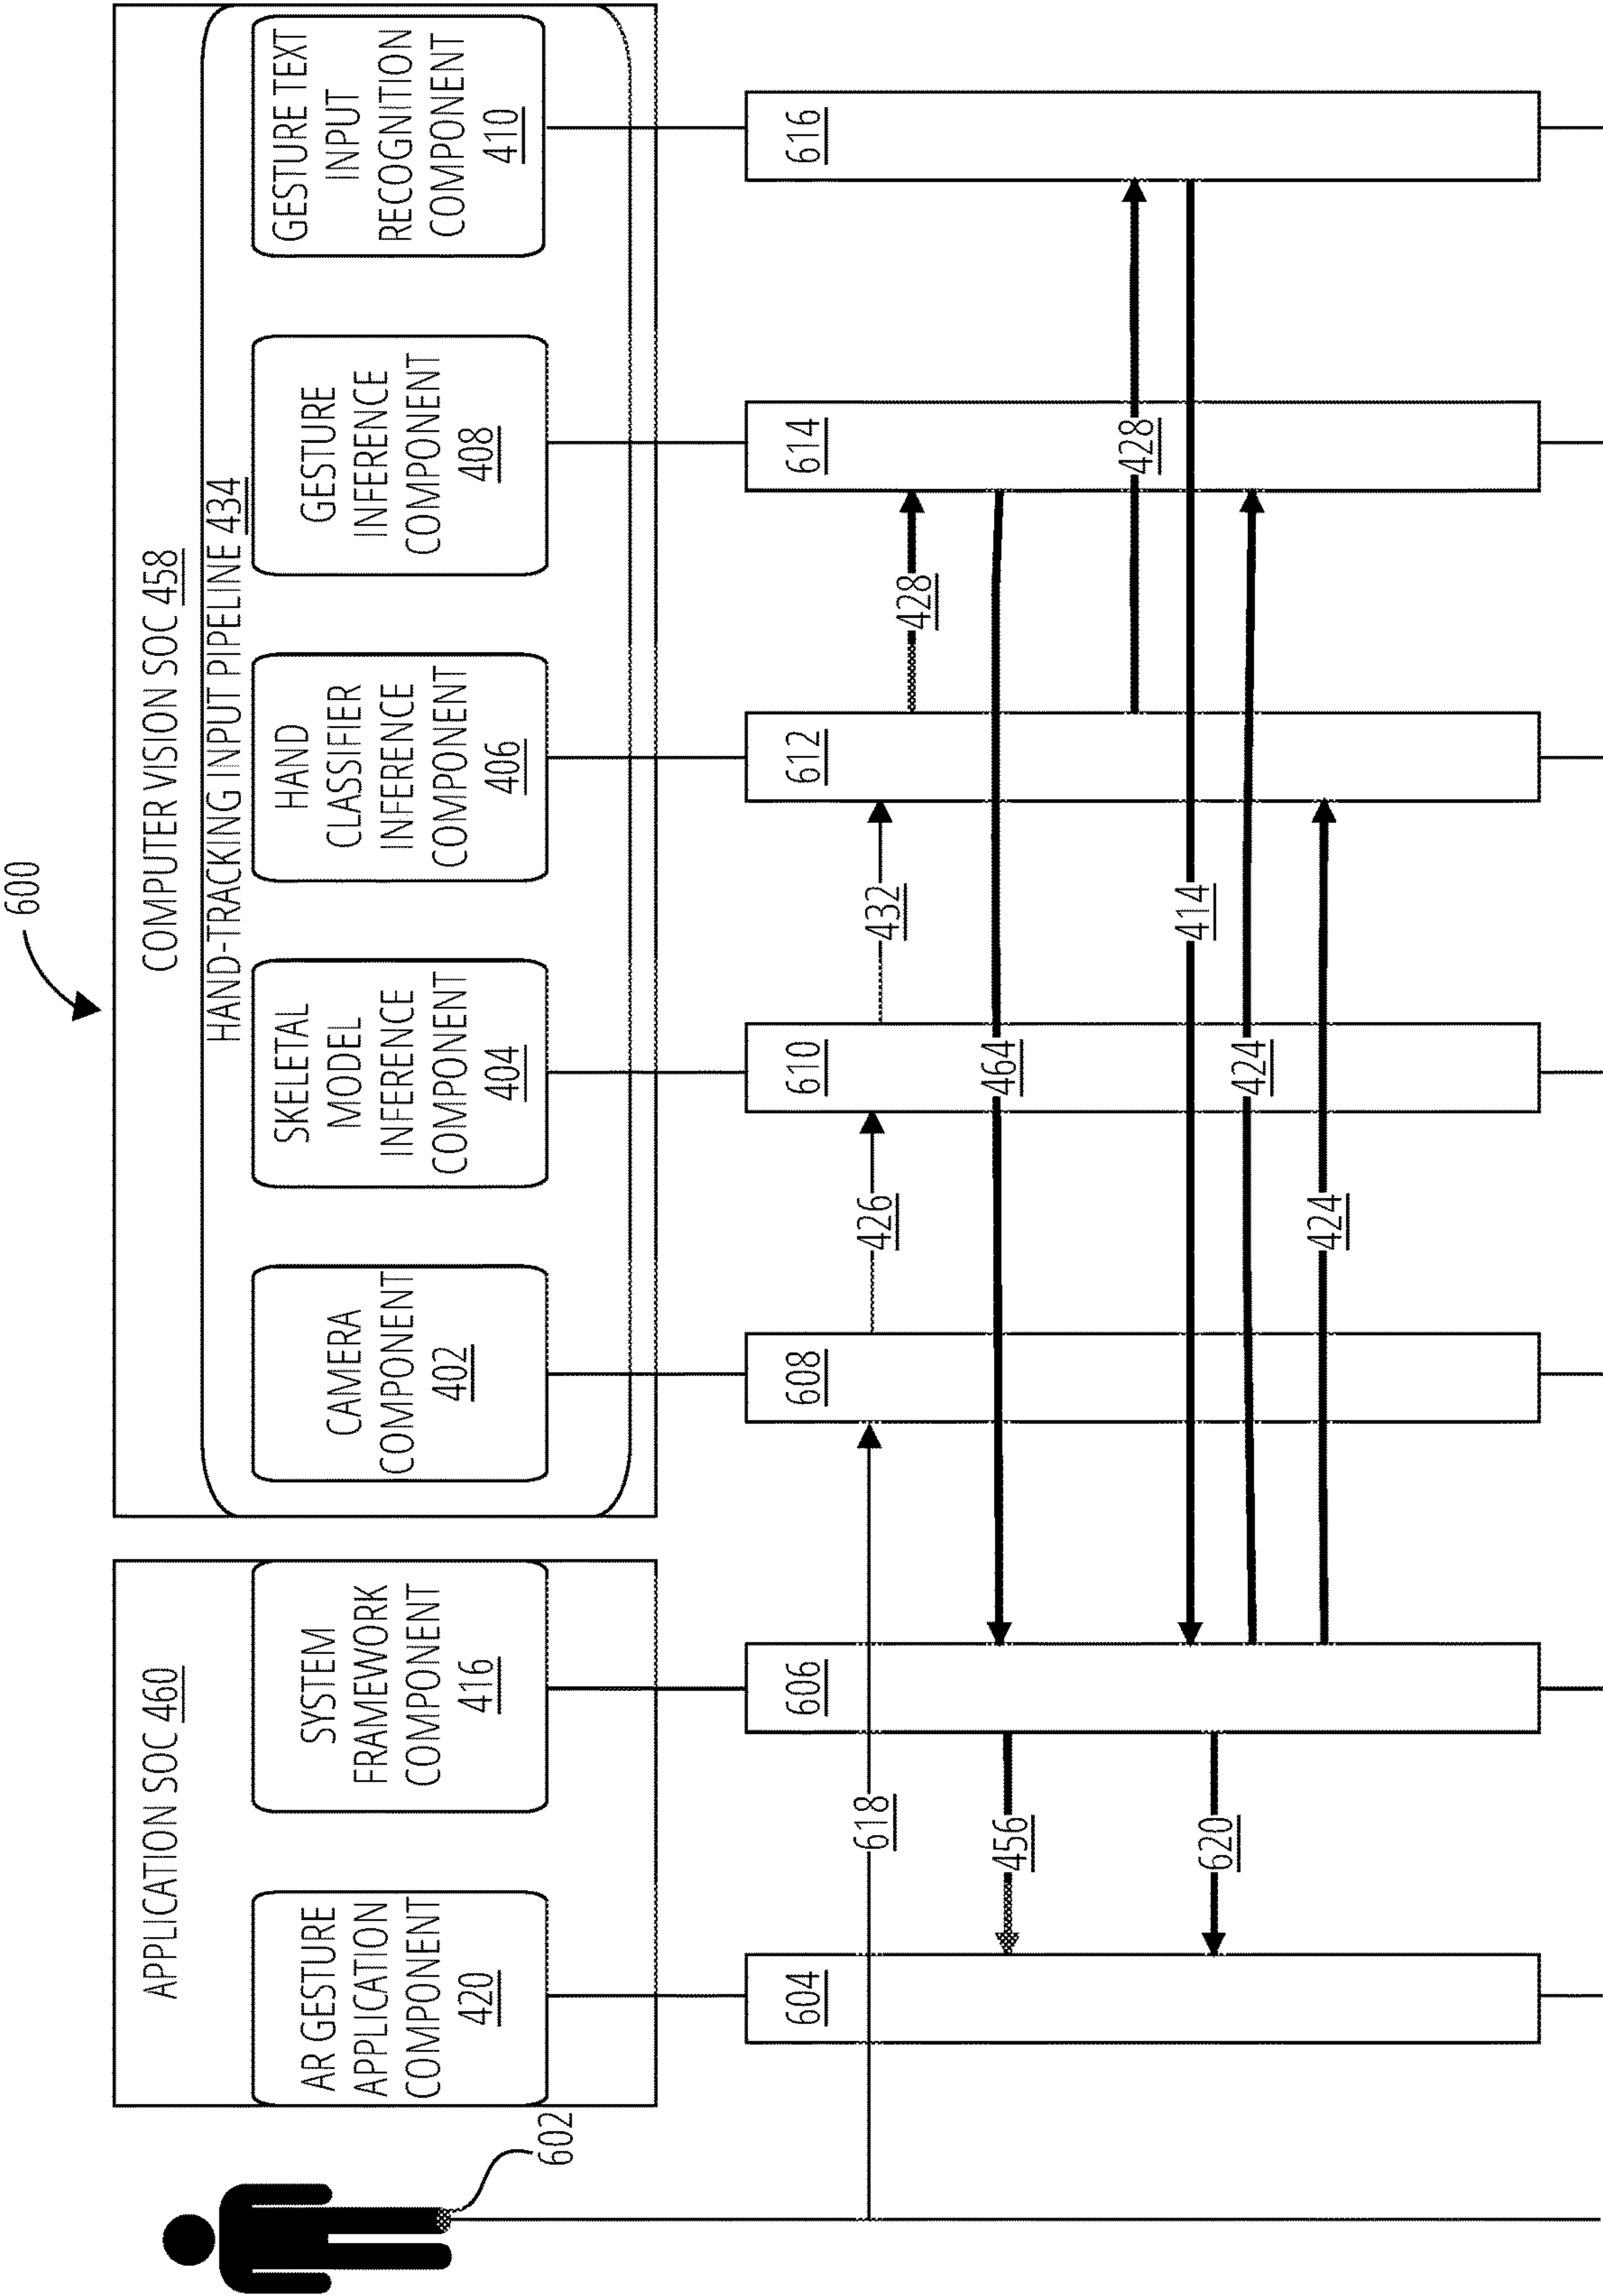 600
APPLICATION SOC 460
COMPUTER VISION SOC 458
HAND-TRACKING INPUT PIPELINE 434
AR GESTURE
APPLICATION
COMPONENT
420
SYSTEM
FRAMEWORK
COMPONENT
416
CAMERA
COMPONENT
402
SKELETAL
MODEL
INFERENCE
COMPONENT
404
HAND
CLASSIFIER
INFERENCE
COMPONENT
406
GESTURE
INFERENCE
COMPONENT
408
GESTURE TEXT
INPUT
RECOGNITION
COMPONENT
410
602
604
606
608
610
612
614
616
618
426
432
428
464
456
428
414
620
424
424